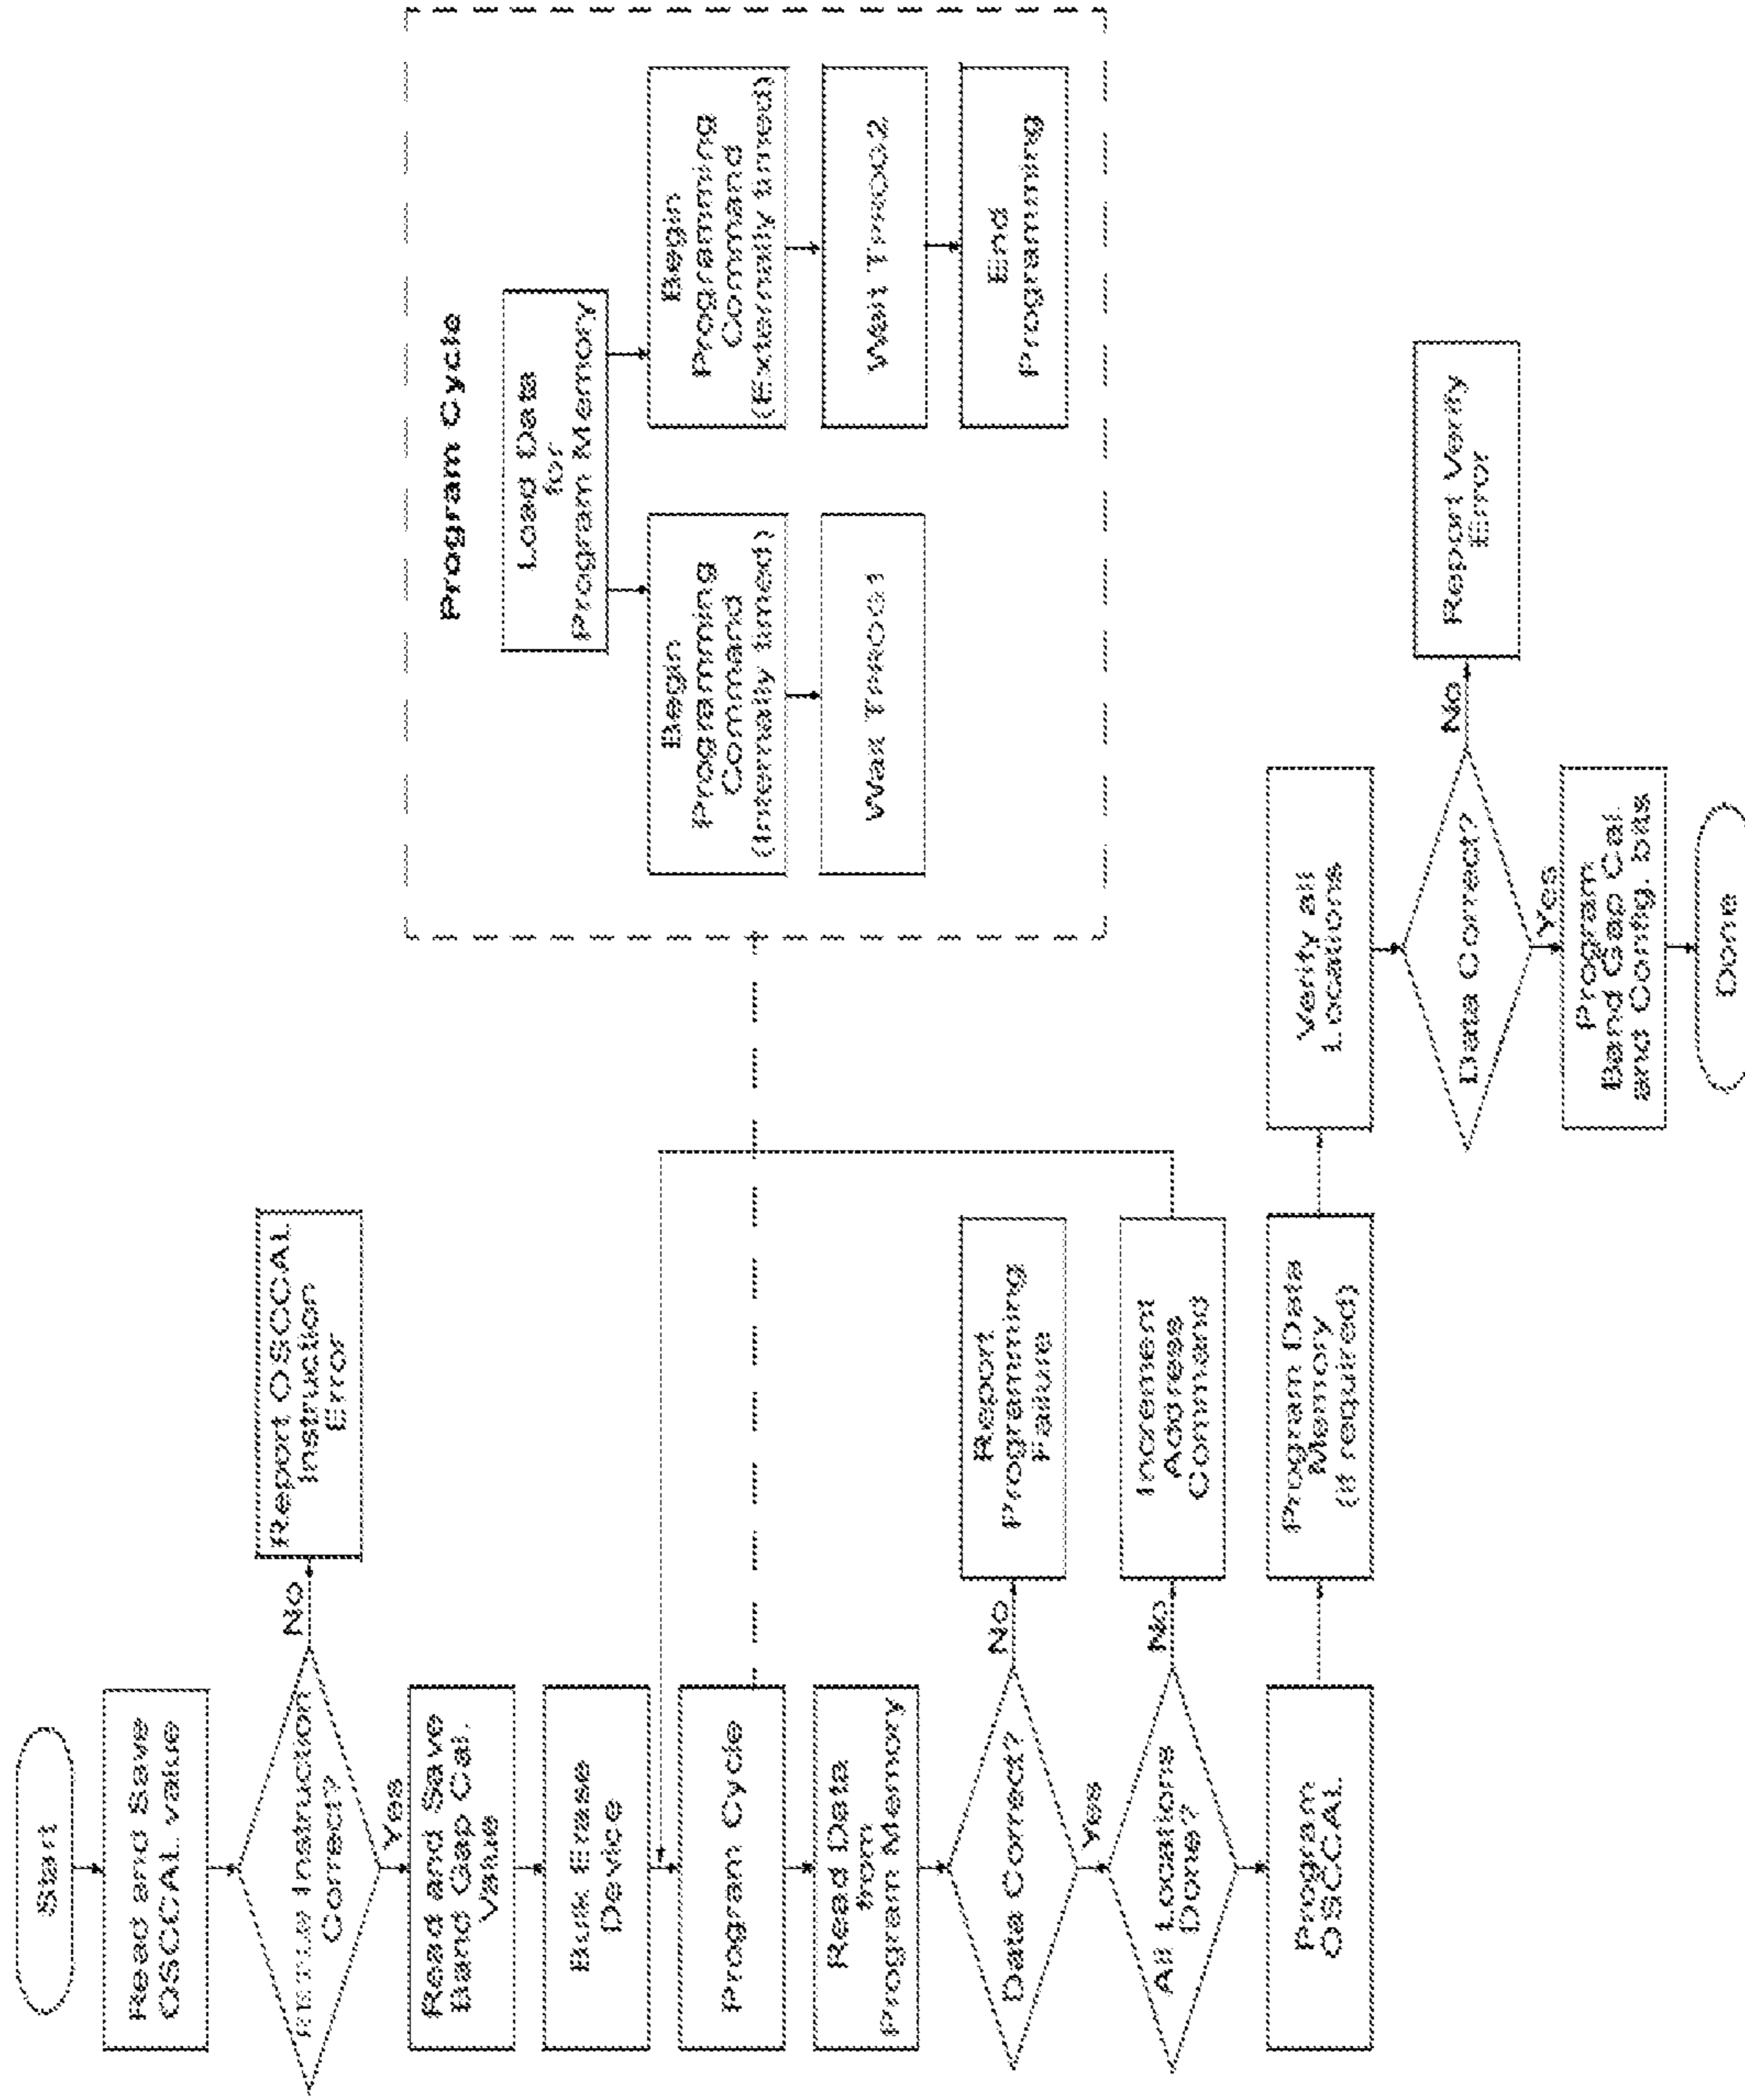 Start
Read and Save
OSCCAL value
Instruction
Correct?
No
Report OSCCAL
Instruction
Error
Yes
Read and Save
Band Gap Cal.
Value
Bulk Erase
Device
Program Cycle
Read Data
from
Program Memory
Data Correct?
No
Report
Programming
Failure
Yes
All Locations
Done?
No
Increment
Address
Command
Program
OSCCAL
Program Data
Memory
(if required)
Verify all
Locations
Data Correct?
No
Report Verify
Error
Yes
Program
Band Gap Cal.
and Config. bits
Done
Program Cycle
Load Data
for
Program Memory
Begin
Programming
Command
(Internally timed)
Wait TPROG1
Begin
Programming
Command
(Externally timed)
Wait TPROG2
End
Programming